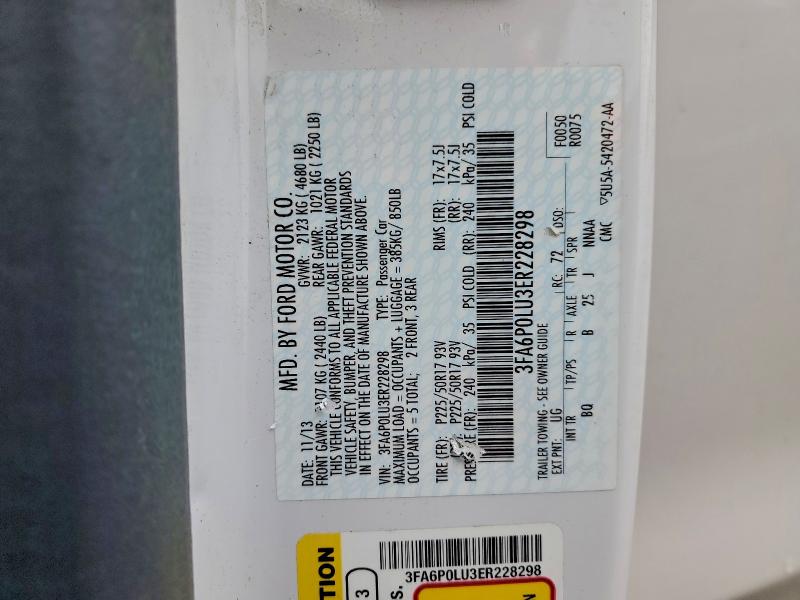 MFD. BY FORD MOTOR CO.
DATE: 11/13 GVWR: 2123 KG ( 4680 LB)
FRONT GAWR: 1107 KG ( 2440 LB) REAR GAWR: 1021 KG ( 2250 LB)
THIS VEHICLE CONFORMS TO ALL APPLICABLE FEDERAL MOTOR
VEHICLE SAFETY, BUMPER, AND THEFT PREVENTION STANDARDS
IN EFFECT ON THE DATE OF MANUFACTURE SHOWN ABOVE.
VIN: 3FA6P0LU3ER228298 TYPE: Passenger Car
MAXIMUM LOAD = OCCUPANTS + LUGGAGE = 385KG/ 850LB
OCCUPANTS = 5 TOTAL; 2 FRONT, 3 REAR
TIRE (FR): P225/50R17 93V RIMS (FR): 17x7.5J
P225/50R17 93V (RR): 17x7.5J
(FR): 240 kPa/ 35 PSI COLD (RR): 240 kPa/ 35 PSI COLD
3FA6P0LU3ER228298
TRAILER TOWING - SEE OWNER GUIDE
EXT PNT: UG RC: 72 DSO: F0050
R0075
INT TR TP/PS R AXLE TR SPR
BQ B 25 J NNAA
CMC ▽5U5A-5420472-AA
TION
3
S.
3FA6P0LU3ER228298
N